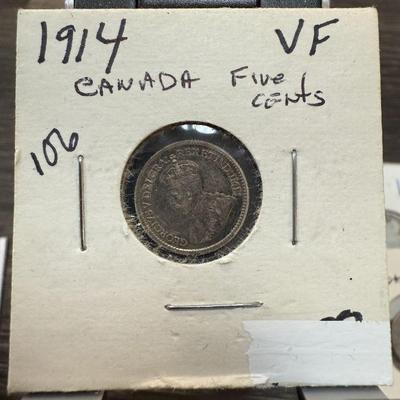 1914 VF
CANADA Five
CENTS
106